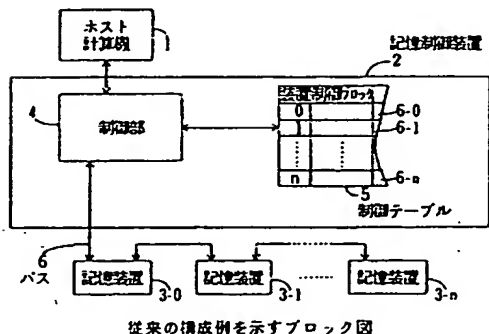 ホスト
計算例
1
記憶制御装置
2
装置制御ブロック
4
制御部
0
6-0
1
6-1
n
6-n
5
制御テーブル
6
バス
記憶装置
3-0
記憶装置
3-1
記憶装置
3-n
従来の構成例を示すブロック図